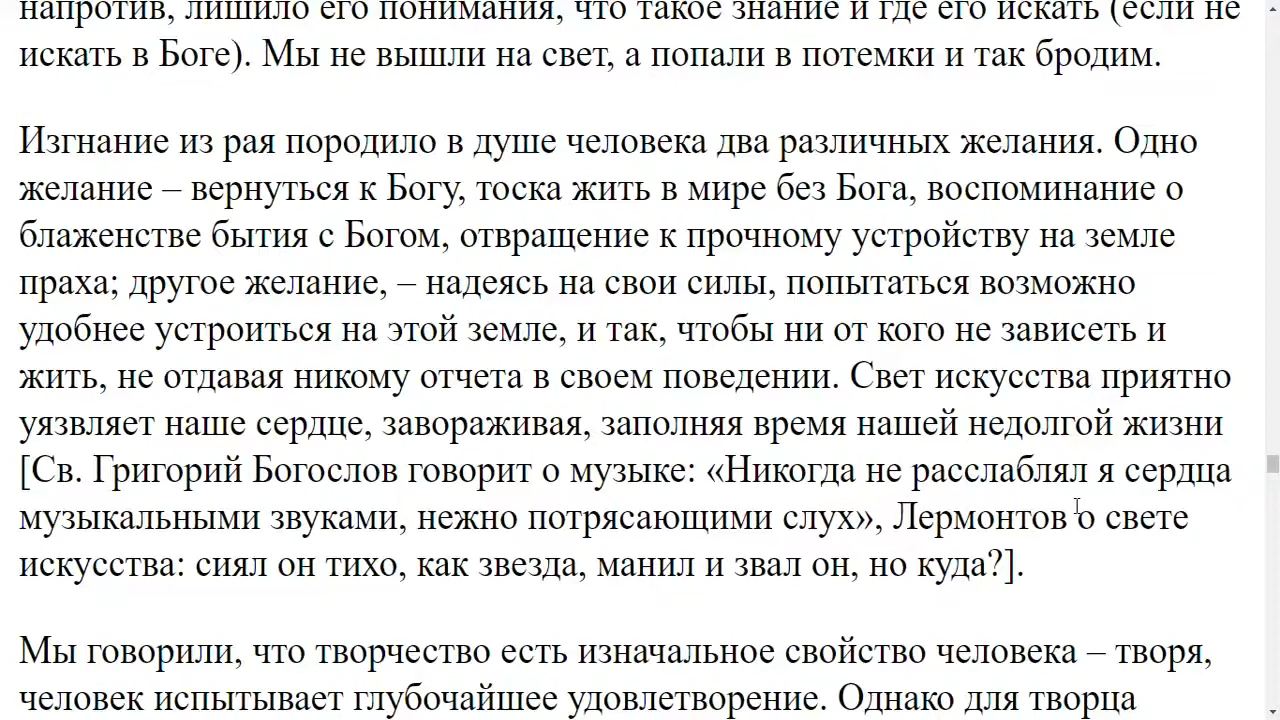 напротив, лишило его понимания, что такое знание и где его искать (если не
искать в Боге). Мы не вышли на свет, а попали в потемки и так бродим.
Изгнание из рая породило в душе человека два различных желания. Одно
желание – вернуться к Богу, тоска жить в мире без Бога, воспоминание о
блаженстве бытия с Богом, отвращение к прочному устройству на земле
праха; другое желание, – надеясь на свои силы, попытаться возможно
удобнее устроиться на этой земле, и так, чтобы ни от кого не зависеть и
жить, не отдавая никому отчета в своем поведении. Свет искусства приятно
уязвляет наше сердце, завораживая, заполняя время нашей недолгой жизни
[Св. Григорий Богослов говорит о музыке: «Никогда не расслаблял я сердца
музыкальными звуками, нежно потрясающими слух», Лермонтов о свете
искусства: сиял он тихо, как звезда, манил и звал он, но куда?].
Мы говорили, что творчество есть изначальное свойство человека – творя,
человек испытывает глубочайшее удовлетворение. Однако для творца